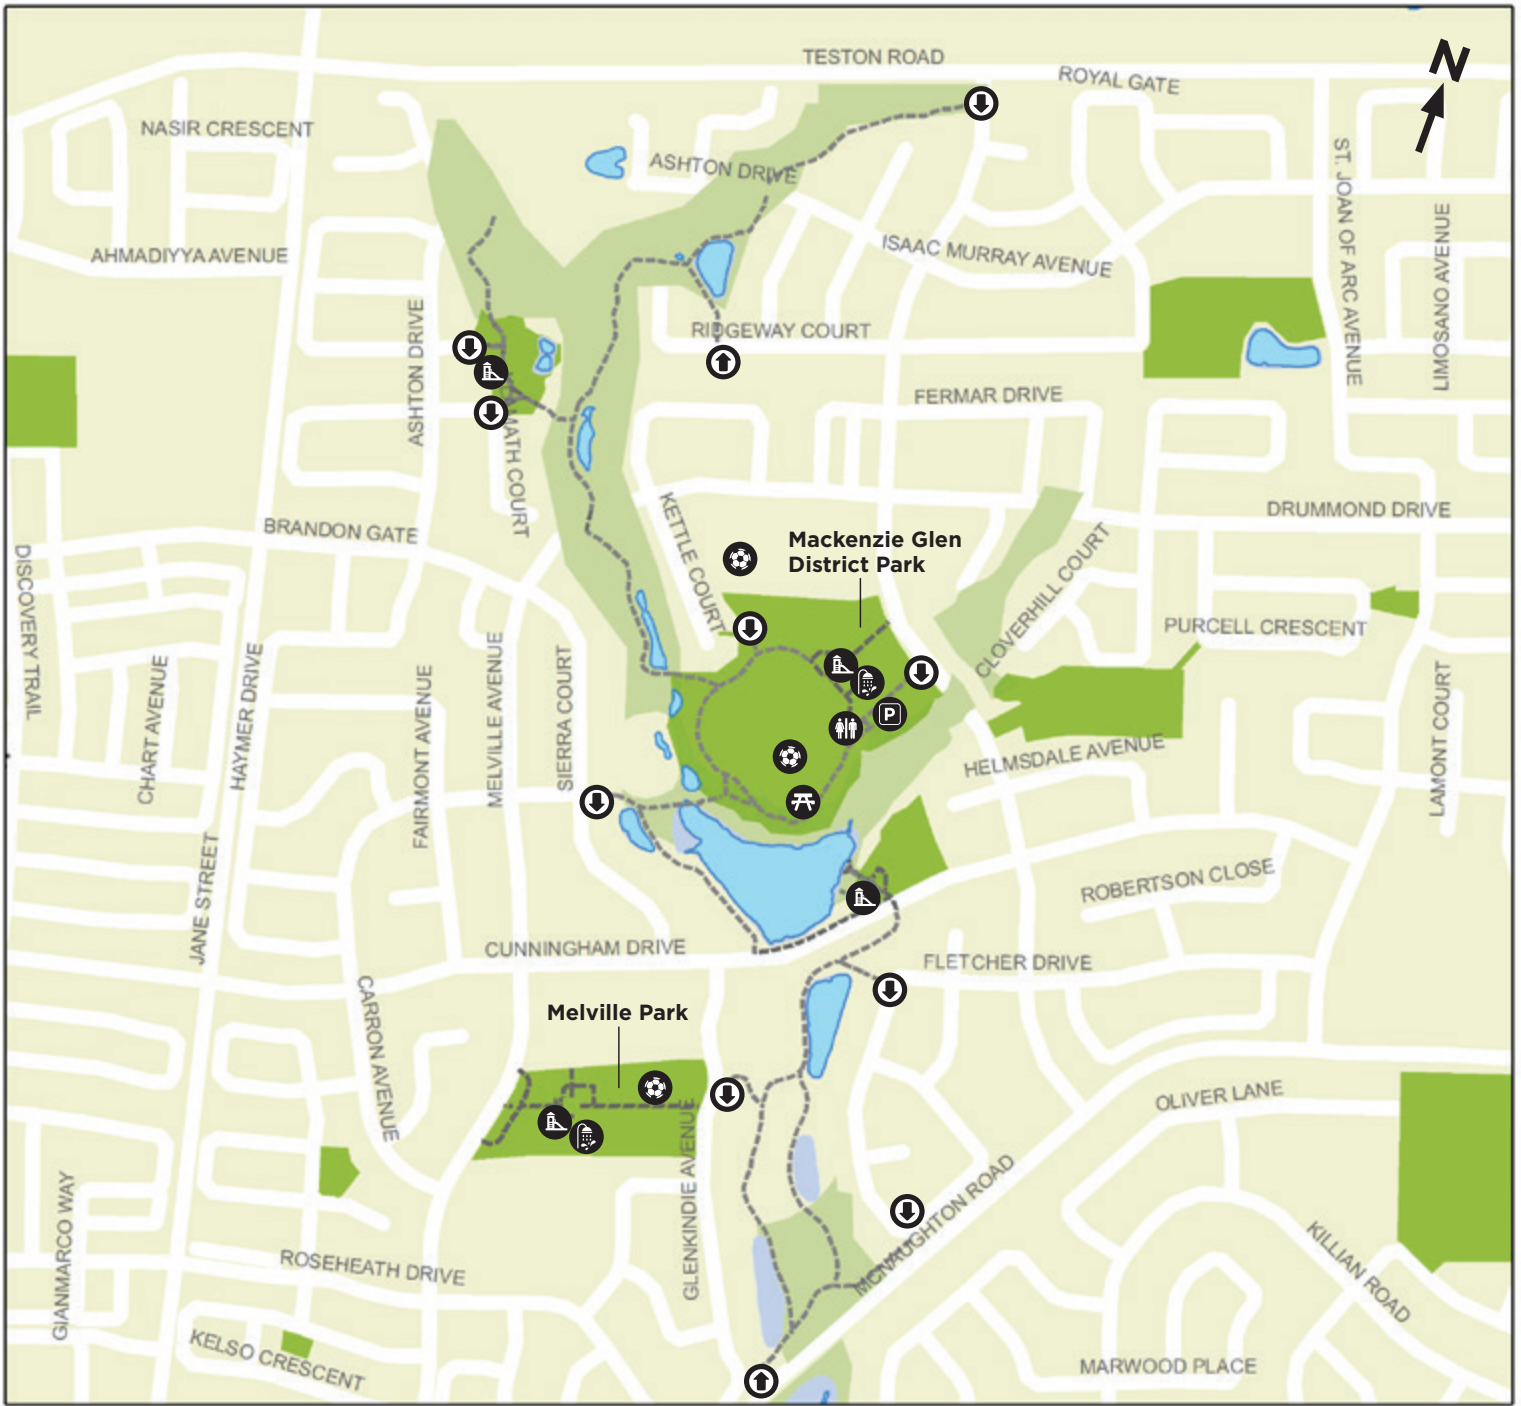 N
TESTON ROAD
ROYAL GATE
NASIR CRESCENT
ASHTON DRIVE
ST. JOAN OF ARC AVENUE
LIMOSANO AVENUE
AHMADIYYA AVENUE
ISAAC MURRAY AVENUE
ASHTON DRIVE
RIDGEWAY COURT
FERMAR DRIVE
MATH COURT
KETTLE COURT
DRUMMOND DRIVE
BRANDON GATE
Mackenzie Glen
District Park
CLOVERHILL COURT
DISCOVERY TRAIL
PURCELL CRESCENT
CHART AVENUE
HAYMER DRIVE
FAIRMONT AVENUE
MELVILLE AVENUE
SIERRA COURT
P
LAMONT COURT
HELMSDALE AVENUE
JANE STREET
ROBERTSON CLOSE
CUNNINGHAM DRIVE
FLETCHER DRIVE
CARRON AVENUE
Melville Park
OLIVER LANE
GLENKINDIE AVENUE
MCNAUGHTON ROAD
GIANMARCO WAY
ROSEHEATH DRIVE
KILLIAN ROAD
KELSO CRESCENT
MARWOOD PLACE